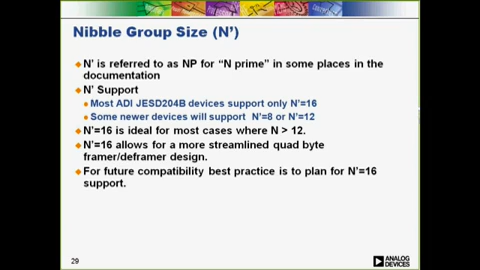 Nibble Group Size (N’)
N’ is referred to as NP for “N prime” in some places in the
documentation
N’ Support
Most ADI JESD204B devices support only N’=16
Some newer devices will support N’=8 or N’=12
N’=16 is ideal for most cases where N > 12.
N’=16 allows for a more streamlined quad byte
framer/deframer design.
For future compatibility best practice is to plan for N’=16
support.
29
ANALOG
DEVICES